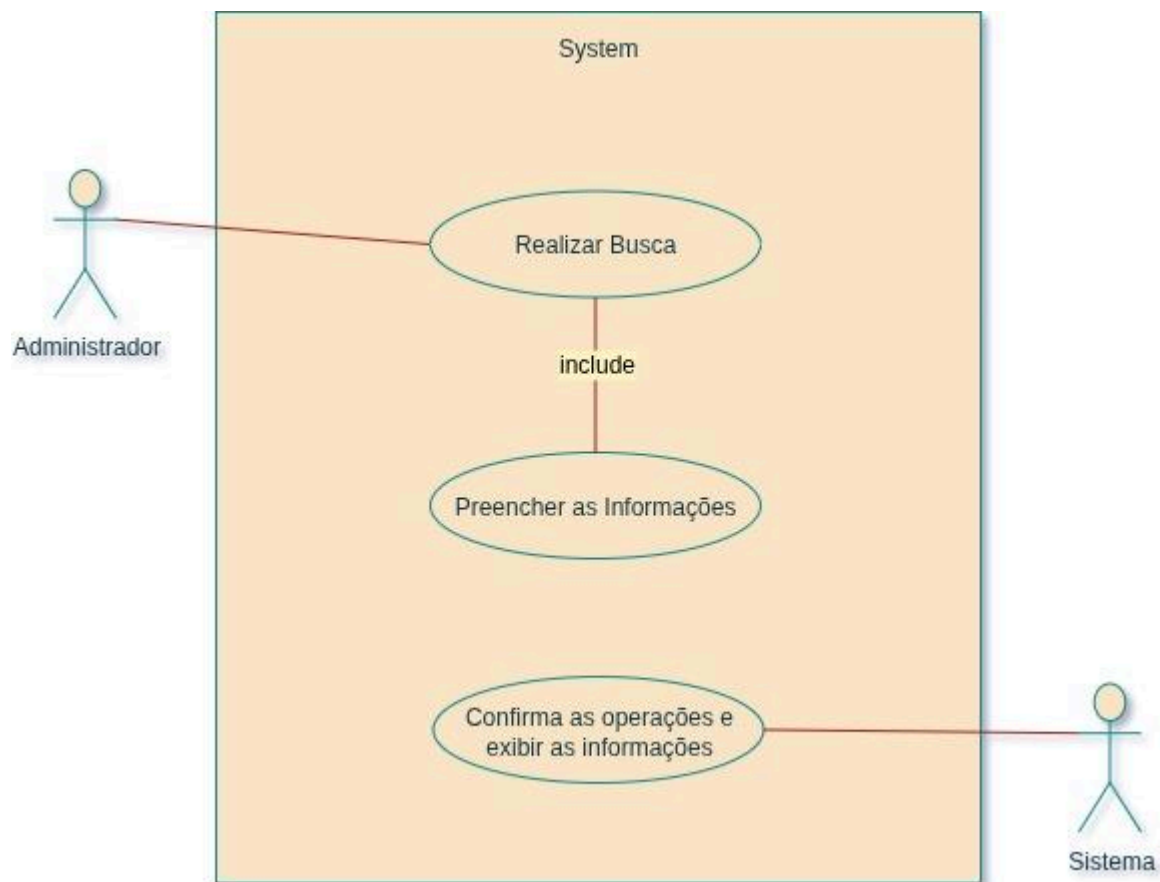 System
Realizar Busca
Administrador
include
Preencher as Informações
Confirma as operações e
exibir as informações
Sistema